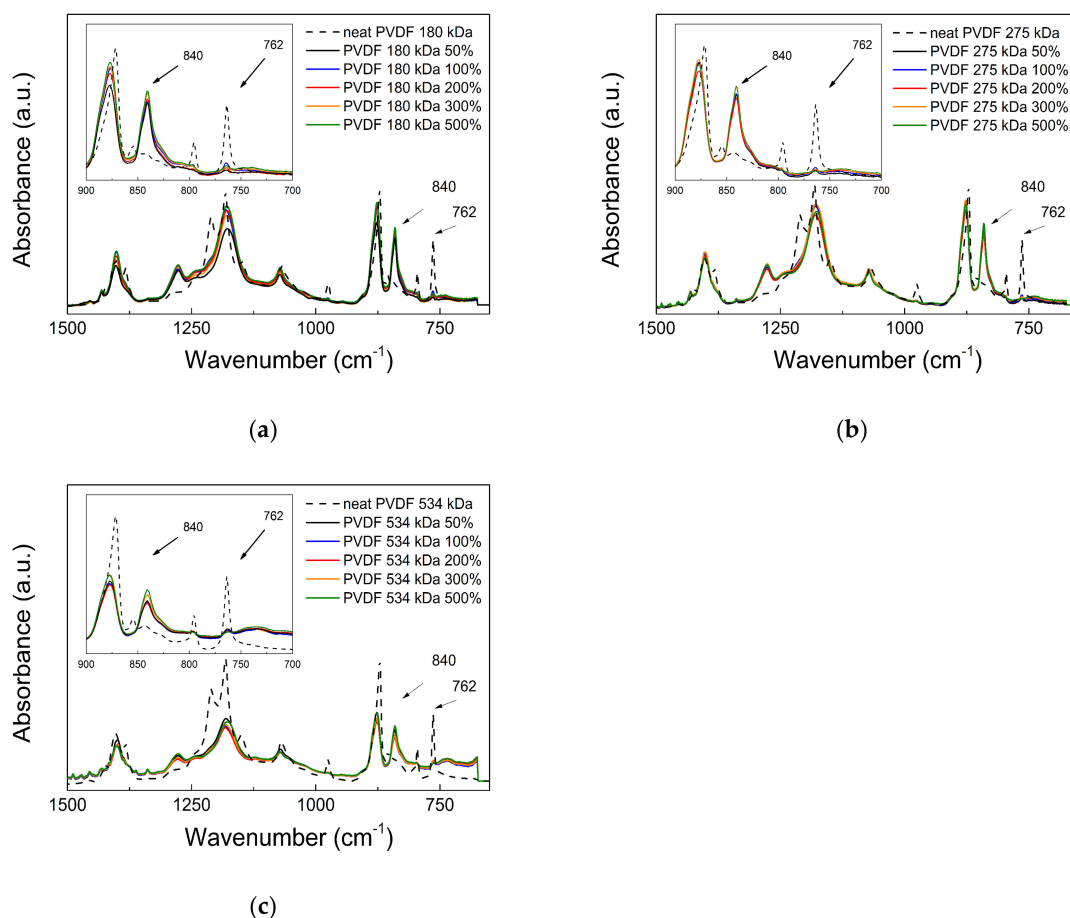 neat PVDF 180 kDa
PVDF 180 kDa 50%
PVDF 180 kDa 100%
PVDF 180 kDa 200%
PVDF 180 kDa 300%
PVDF 180 kDa 500%
840
762
900 850 800 750 700
840
762
Absorbance (a.u.)
1500 1250 1000 750
Wavenumber (cm⁻¹)
(a)
neat PVDF 275 kDa
PVDF 275 kDa 50%
PVDF 275 kDa 100%
PVDF 275 kDa 200%
PVDF 275 kDa 300%
PVDF 275 kDa 500%
840
762
900 850 800 750 700
840
762
Absorbance (a.u.)
1500 1250 1000 750
Wavenumber (cm⁻¹)
(b)
neat PVDF 534 kDa
PVDF 534 kDa 50%
PVDF 534 kDa 100%
PVDF 534 kDa 200%
PVDF 534 kDa 300%
PVDF 534 kDa 500%
840
762
900 850 800 750 700
840
762
Absorbance (a.u.)
1500 1250 1000 750
Wavenumber (cm⁻¹)
(c)